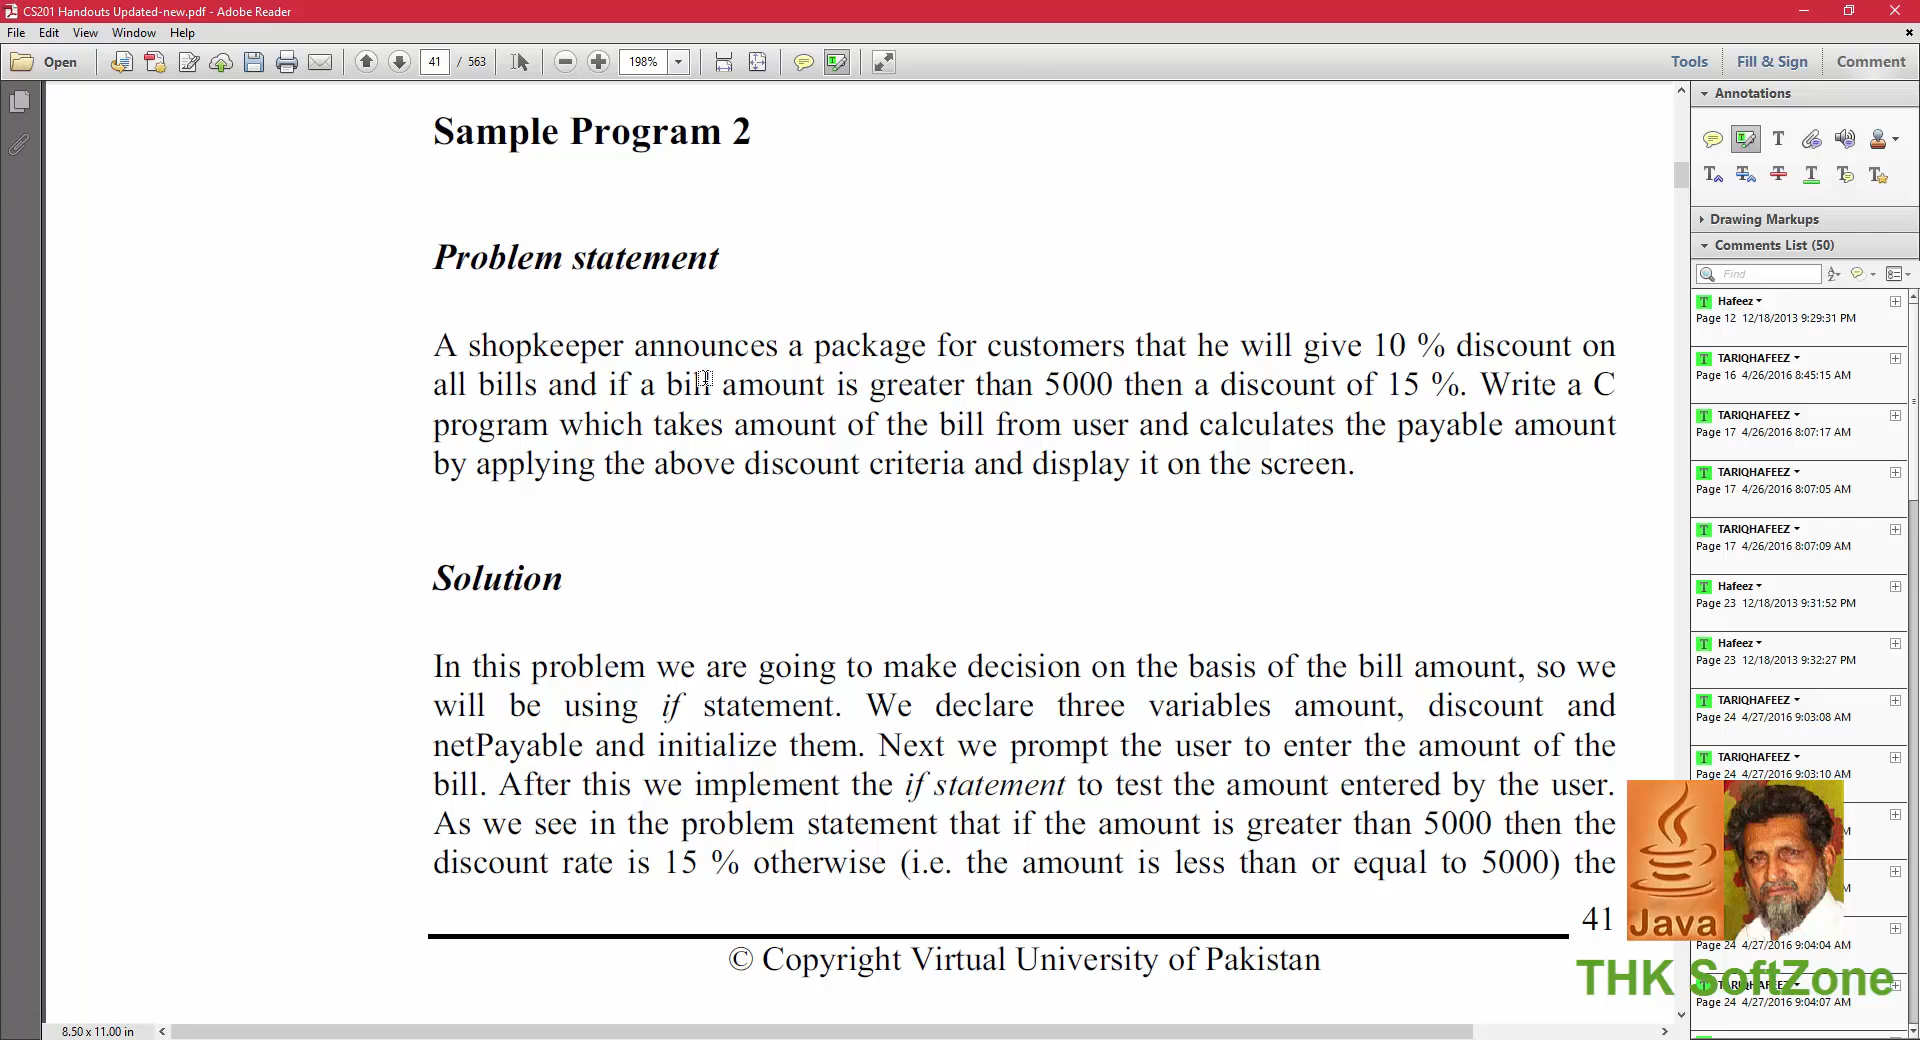 CS201 Handouts Updated-new.pdf - Adobe Reader
File Edit View Window Help
Open 41 / 563 198% Tools Fill & Sign Comment
Annotations
Drawing Markups
Comments List (50)
Find
Hafeez
Page 12 12/18/2013 9:29:31 PM
TARIQHAFEEZ
Page 16 4/26/2016 8:45:15 AM
TARIQHAFEEZ
Page 17 4/26/2016 8:07:17 AM
TARIQHAFEEZ
Page 17 4/26/2016 8:07:05 AM
TARIQHAFEEZ
Page 17 4/26/2016 8:07:09 AM
Hafeez
Page 23 12/18/2013 9:31:52 PM
Hafeez
Page 23 12/18/2013 9:32:27 PM
TARIQHAFEEZ
Page 24 4/27/2016 9:03:08 AM
TARIQHAFEEZ
Page 24 4/27/2016 9:03:10 AM
Page 24 4/27/2016 9:04:04 AM
TARIQHAFEEZ
Page 24 4/27/2016 9:04:07 AM
Sample Program 2
Problem statement
A shopkeeper announces a package for customers that he will give 10 % discount on
all bills and if a bill amount is greater than 5000 then a discount of 15 %. Write a C
program which takes amount of the bill from user and calculates the payable amount
by applying the above discount criteria and display it on the screen.
Solution
In this problem we are going to make decision on the basis of the bill amount, so we
will be using if statement. We declare three variables amount, discount and
netPayable and initialize them. Next we prompt the user to enter the amount of the
bill. After this we implement the if statement to test the amount entered by the user.
As we see in the problem statement that if the amount is greater than 5000 then the
discount rate is 15 % otherwise (i.e. the amount is less than or equal to 5000) the
41
© Copyright Virtual University of Pakistan
Java
THK SoftZone
8.50 x 11.00 in